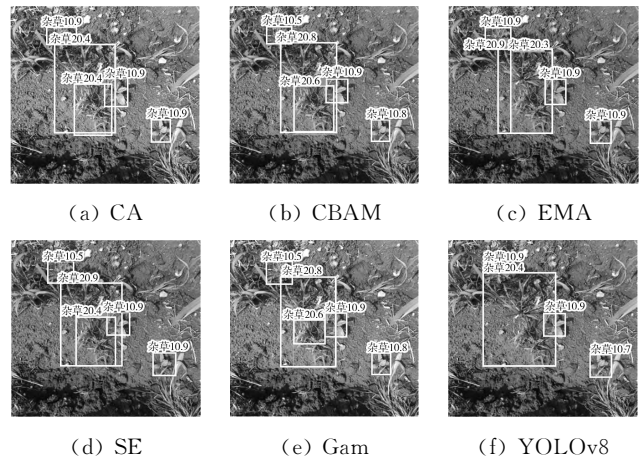 杂草10.9
杂草20.4
杂草20.4 杂草10.9
杂草10.9
(a) CA
杂草10.5
杂草20.8
杂草20.6 杂草10.9
杂草10.8
(b) CBAM
杂草10.9
杂草20.9 杂草20.3
杂草10.9
杂草10.9
(c) EMA
杂草10.5
杂草20.9
杂草20.4 杂草10.9
杂草10.9
(d) SE
杂草10.5
杂草20.8
杂草20.6 杂草10.9
杂草10.8
(e) Gam
杂草10.9
杂草20.4
杂草10.9
杂草10.7
(f) YOLOv8